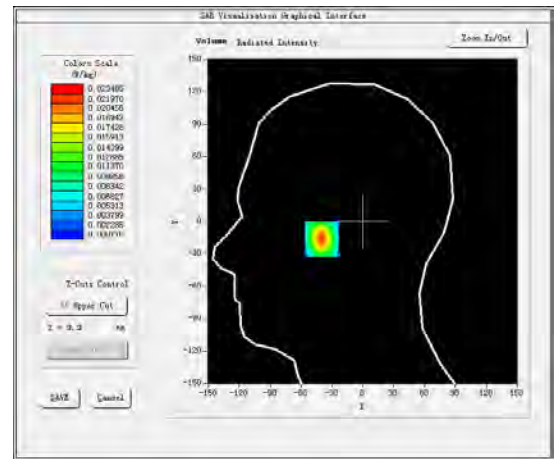 SAR Visualisation Graphical Interface
Volume Radiated Intensity
Zoom In/Out
Colors Scale
(W/kg)
0.023485
0.021970
0.020456
0.018942
0.017428
0.015913
0.014399
0.012885
0.011370
0.009856
0.008342
0.006827
0.005313
0.003799
0.002285
150
90
30
0
-30
-60
-90
-120
-150
-150 -120 -90 -60 -30 0 30 60 90 120 150
Y
X
Z-Cuts Control
Upper Cut
SAVE
Cancel